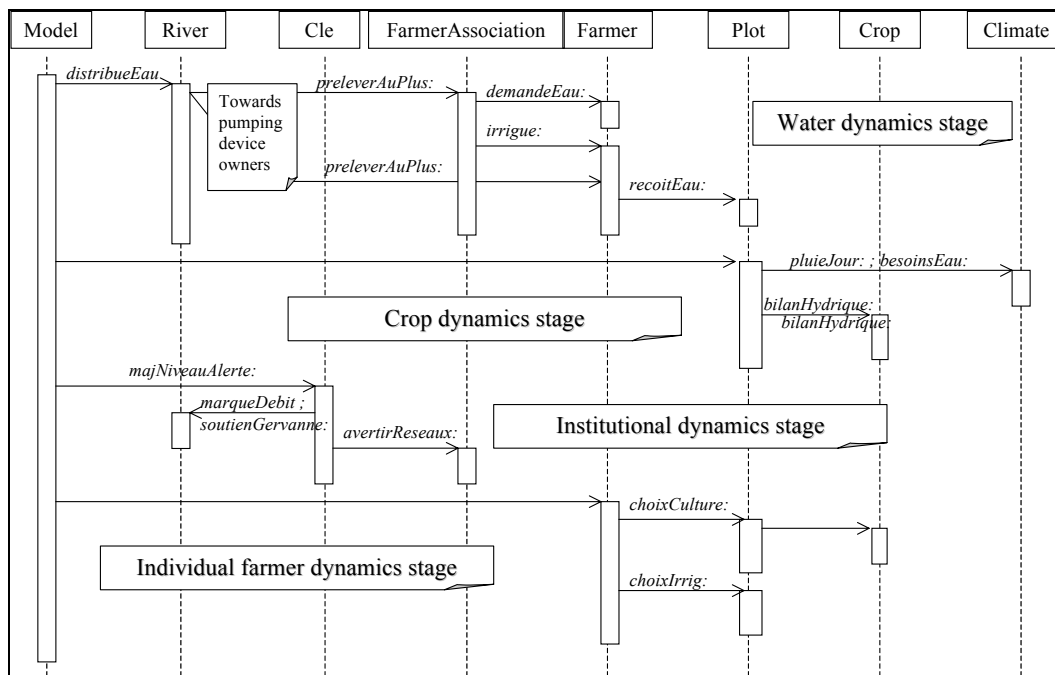 Model River Cle FarmerAssociation Farmer Plot Crop Climate
distribueEau
preleverAuPlus:
demandeEau:
Towards
pumping
device
owners
Water dynamics stage
irrigue:
preleverAuPlus:
recoitEau:
pluieJour: ; besoinsEau:
bilanHydrique:
bilanHydrique:
Crop dynamics stage
majNiveauAlerte:
marqueDebit ;
soutienGervanne:
avertirReseaux:
Institutional dynamics stage
choixCulture:
Individual farmer dynamics stage
choixIrrig: